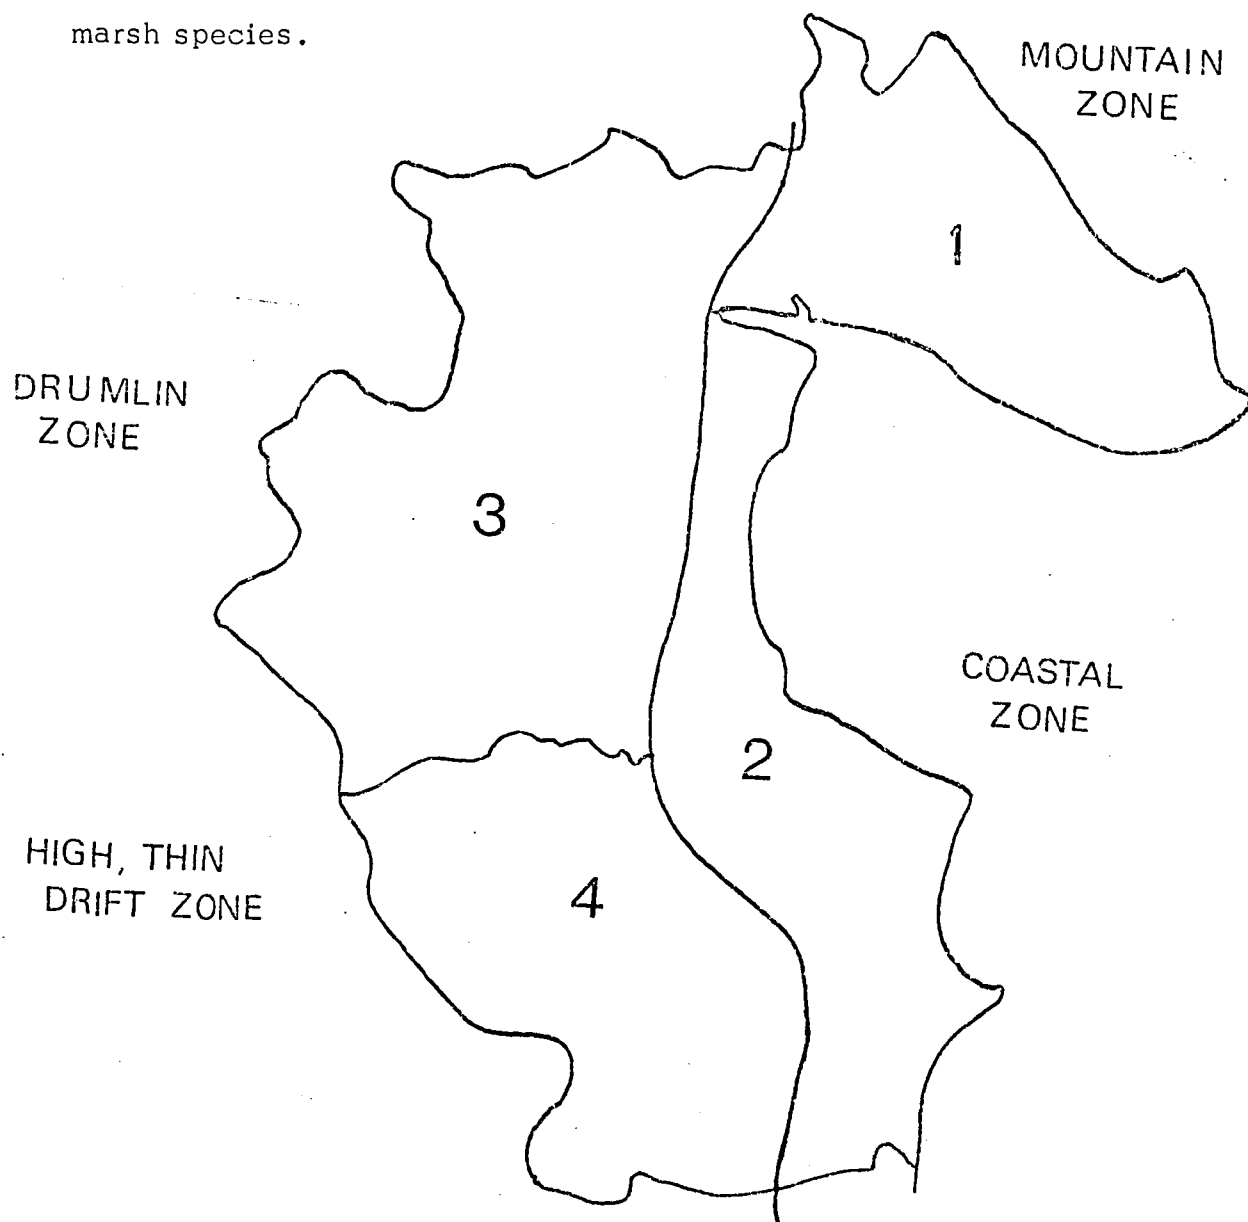 marsh species.
MOUNTAIN
ZONE
1
DRUMLIN
ZONE
3
COASTAL
ZONE
2
HIGH, THIN
DRIFT ZONE
4